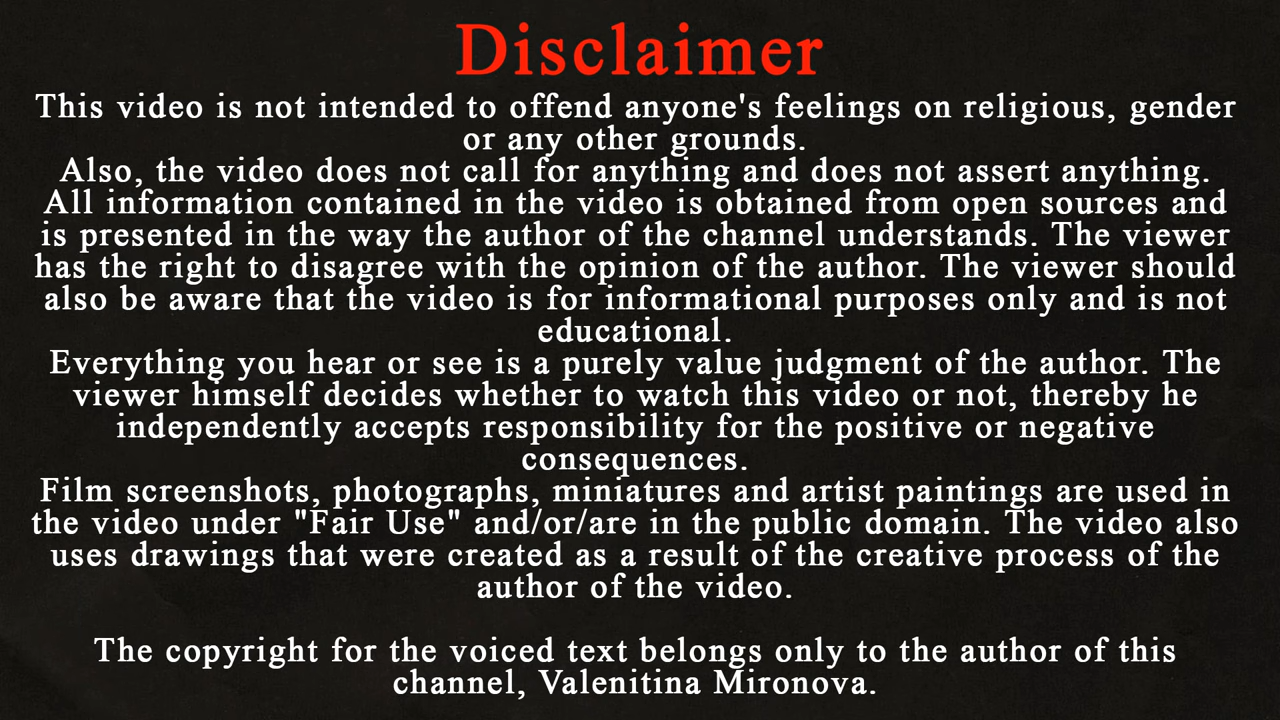 Disclaimer
This video is not intended to offend anyone's feelings on religious, gender
or any other grounds.
Also, the video does not call for anything and does not assert anything.
All information contained in the video is obtained from open sources and
is presented in the way the author of the channel understands. The viewer
has the right to disagree with the opinion of the author. The viewer should
also be aware that the video is for informational purposes only and is not
educational.
Everything you hear or see is a purely value judgment of the author. The
viewer himself decides whether to watch this video or not, thereby he
independently accepts responsibility for the positive or negative
consequences.
Film screenshots, photographs, miniatures and artist paintings are used in
the video under "Fair Use" and/or/are in the public domain. The video also
uses drawings that were created as a result of the creative process of the
author of the video.
The copyright for the voiced text belongs only to the author of this
channel, Valenitina Mironova.